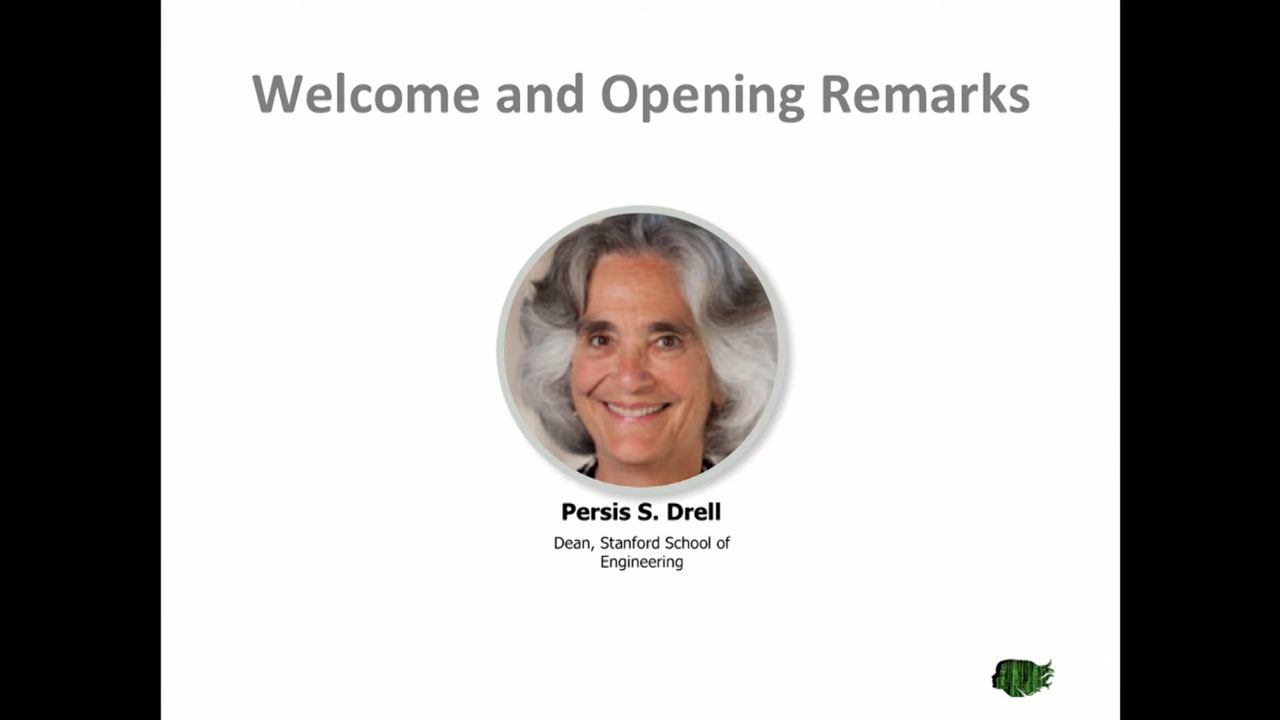 Welcome and Opening Remarks
Persis S. Drell
Dean, Stanford School of
Engineering